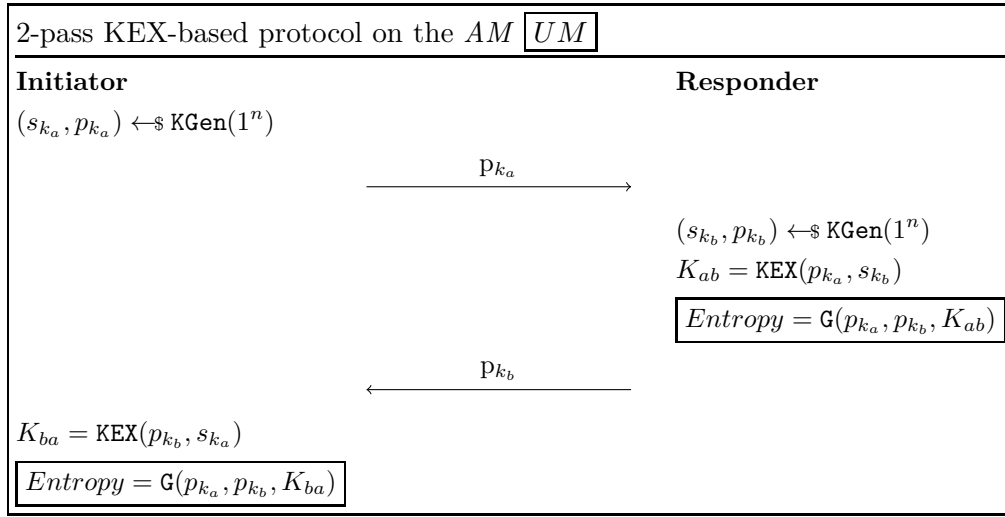 2-pass KEX-based protocol on the AM UM
Initiator Responder
(s_{k_a}, p_{k_a}) ←$ KGen(1^n)
p_{k_a}
(s_{k_b}, p_{k_b}) ←$ KGen(1^n)
K_{ab} = KEX(p_{k_a}, s_{k_b})
Entropy = G(p_{k_a}, p_{k_b}, K_{ab})
p_{k_b}
K_{ba} = KEX(p_{k_b}, s_{k_a})
Entropy = G(p_{k_a}, p_{k_b}, K_{ba})